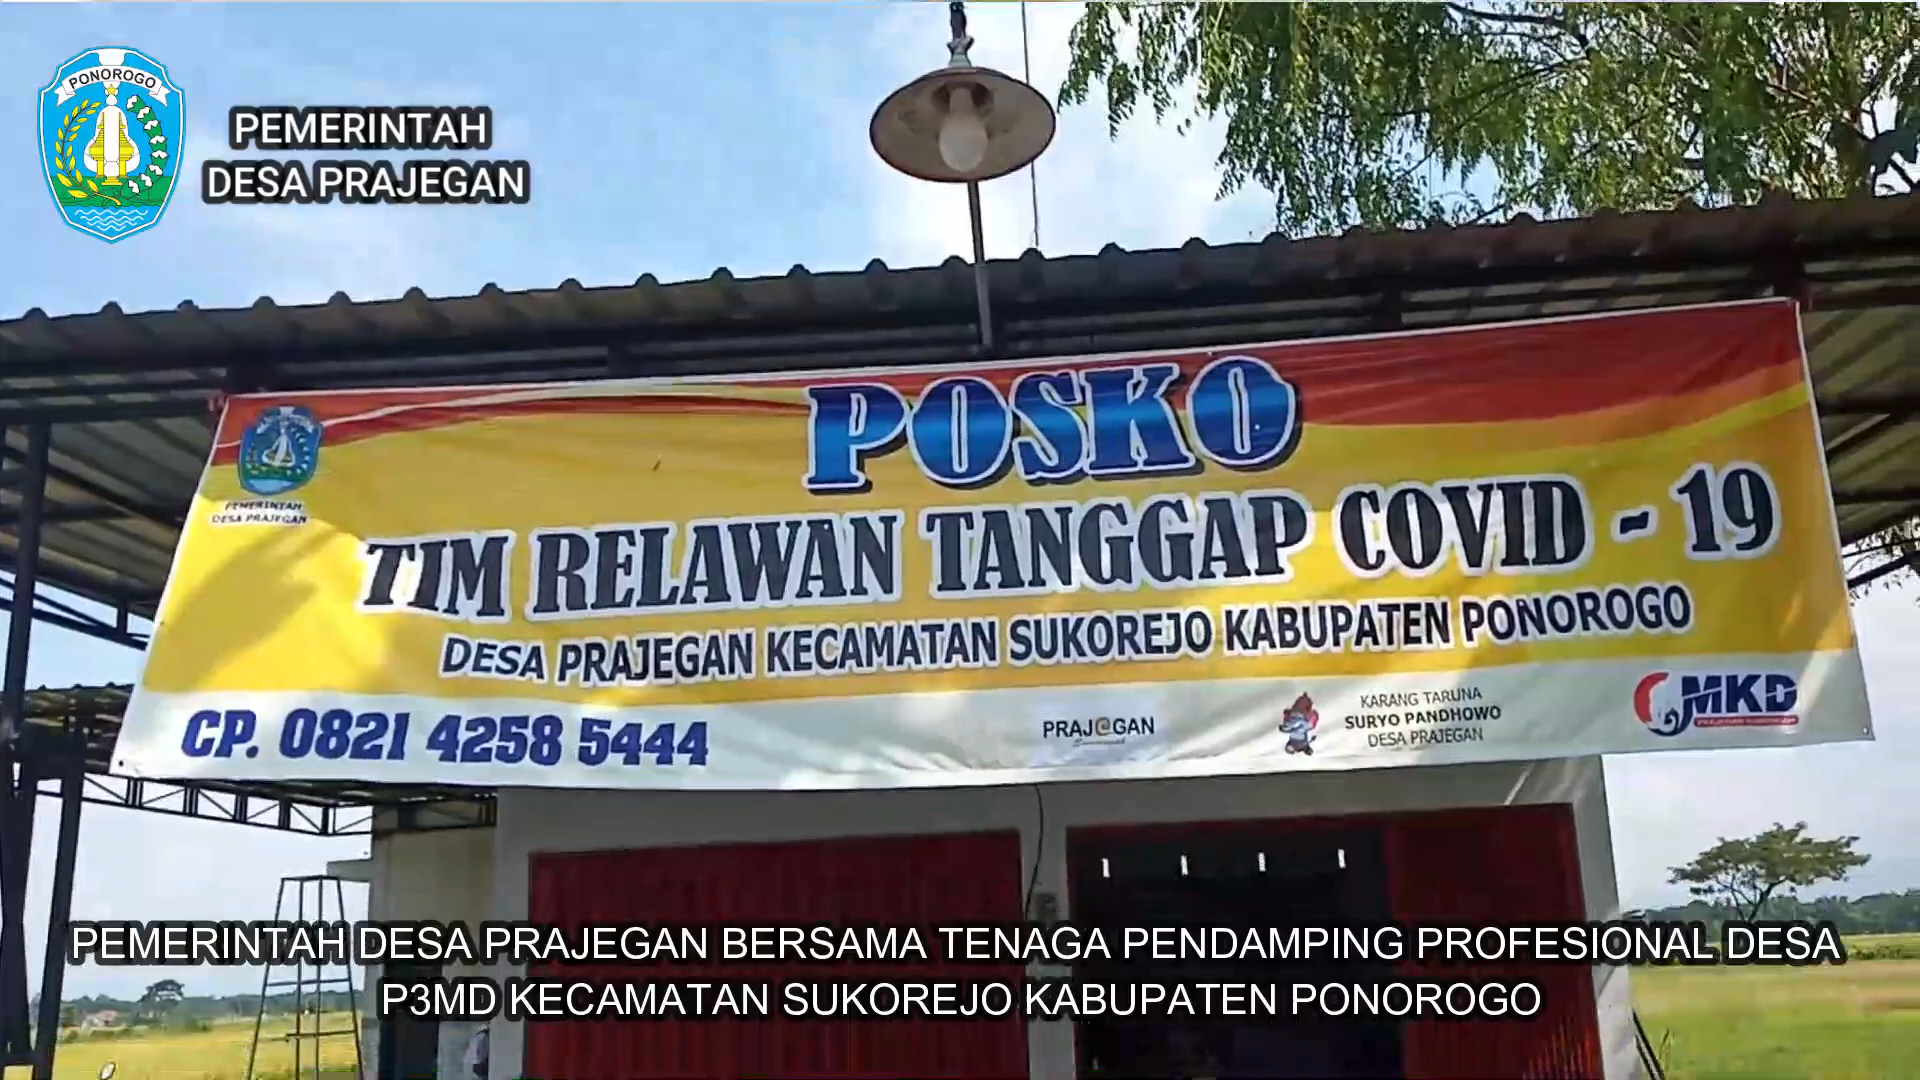 PONOROGO
PEMERINTAH
DESA PRAJEGAN
POSKO
PEMERINTAH
DESA PRAJEGAN
TIM RELAWAN TANGGAP COVID - 19
DESA PRAJEGAN KECAMATAN SUKOREJO KABUPATEN PONOROGO
CP. 0821 4258 5444
PRAJ@GAN
KARANG TARUNA
SURYO PANDHOWO
DESA PRAJEGAN
MKD
PEMERINTAH DESA PRAJEGAN BERSAMA TENAGA PENDAMPING PROFESIONAL DESA
P3MD KECAMATAN SUKOREJO KABUPATEN PONOROGO